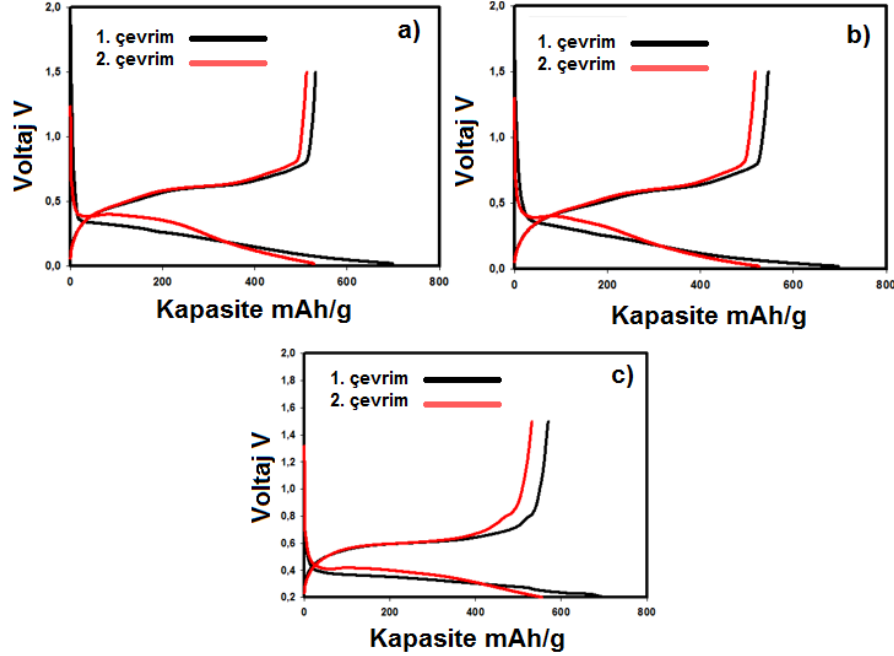 a)
1. çevrim
2. çevrim
2,0
1,5
1,0
0,5
0,0
Voltaj V
0 200 400 600 800
Kapasite mAh/g
b)
1. çevrim
2. çevrim
2,0
1,5
1,0
0,5
0,0
Voltaj V
0 200 400 600 800
Kapasite mAh/g
c)
1. çevrim
2. çevrim
2,0
1,8
1,6
1,4
1,2
1,0
0,8
0,6
0,4
0,2
Voltaj V
0 200 400 600 800
Kapasite mAh/g